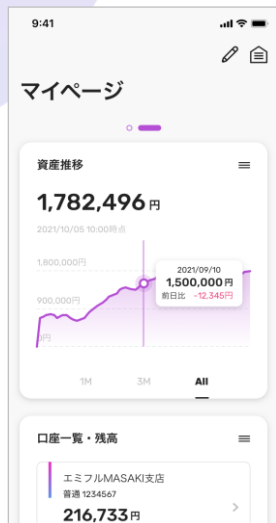 9:41
マイページ
資産推移
1,782,496円
2021/10/05 10:00時点
1,800,000円
2021/09/10
1,500,000円
前日比 -12,345円
900,000円
0円
1M 3M All
口座一覧・残高
エミフルMASAKI支店
普通 1234567
216,733円